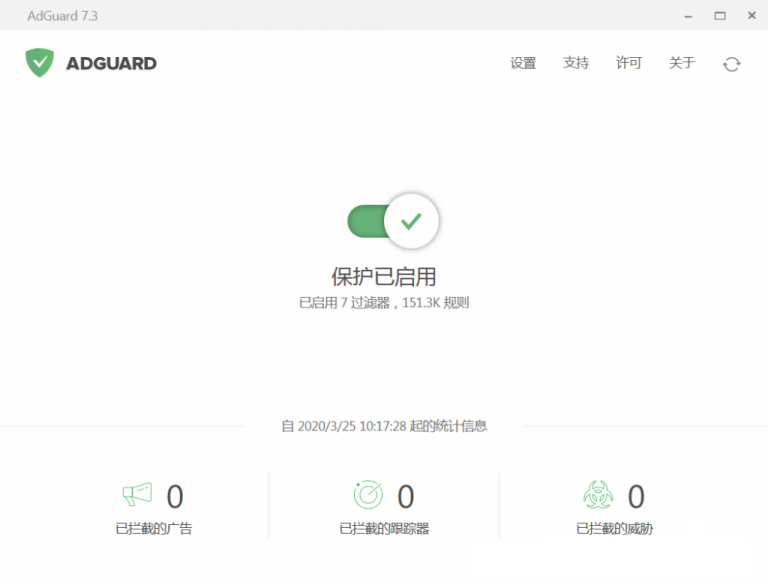 AdGuard 7.3
ADGUARD
设置 支持 许可 关于
保护已启用
已启用 7 过滤器，151.3K 规则
自 2020/3/25 10:17:28 起的统计信息
0 0 0
已拦截的广告 已拦截的跟踪器 已拦截的威胁